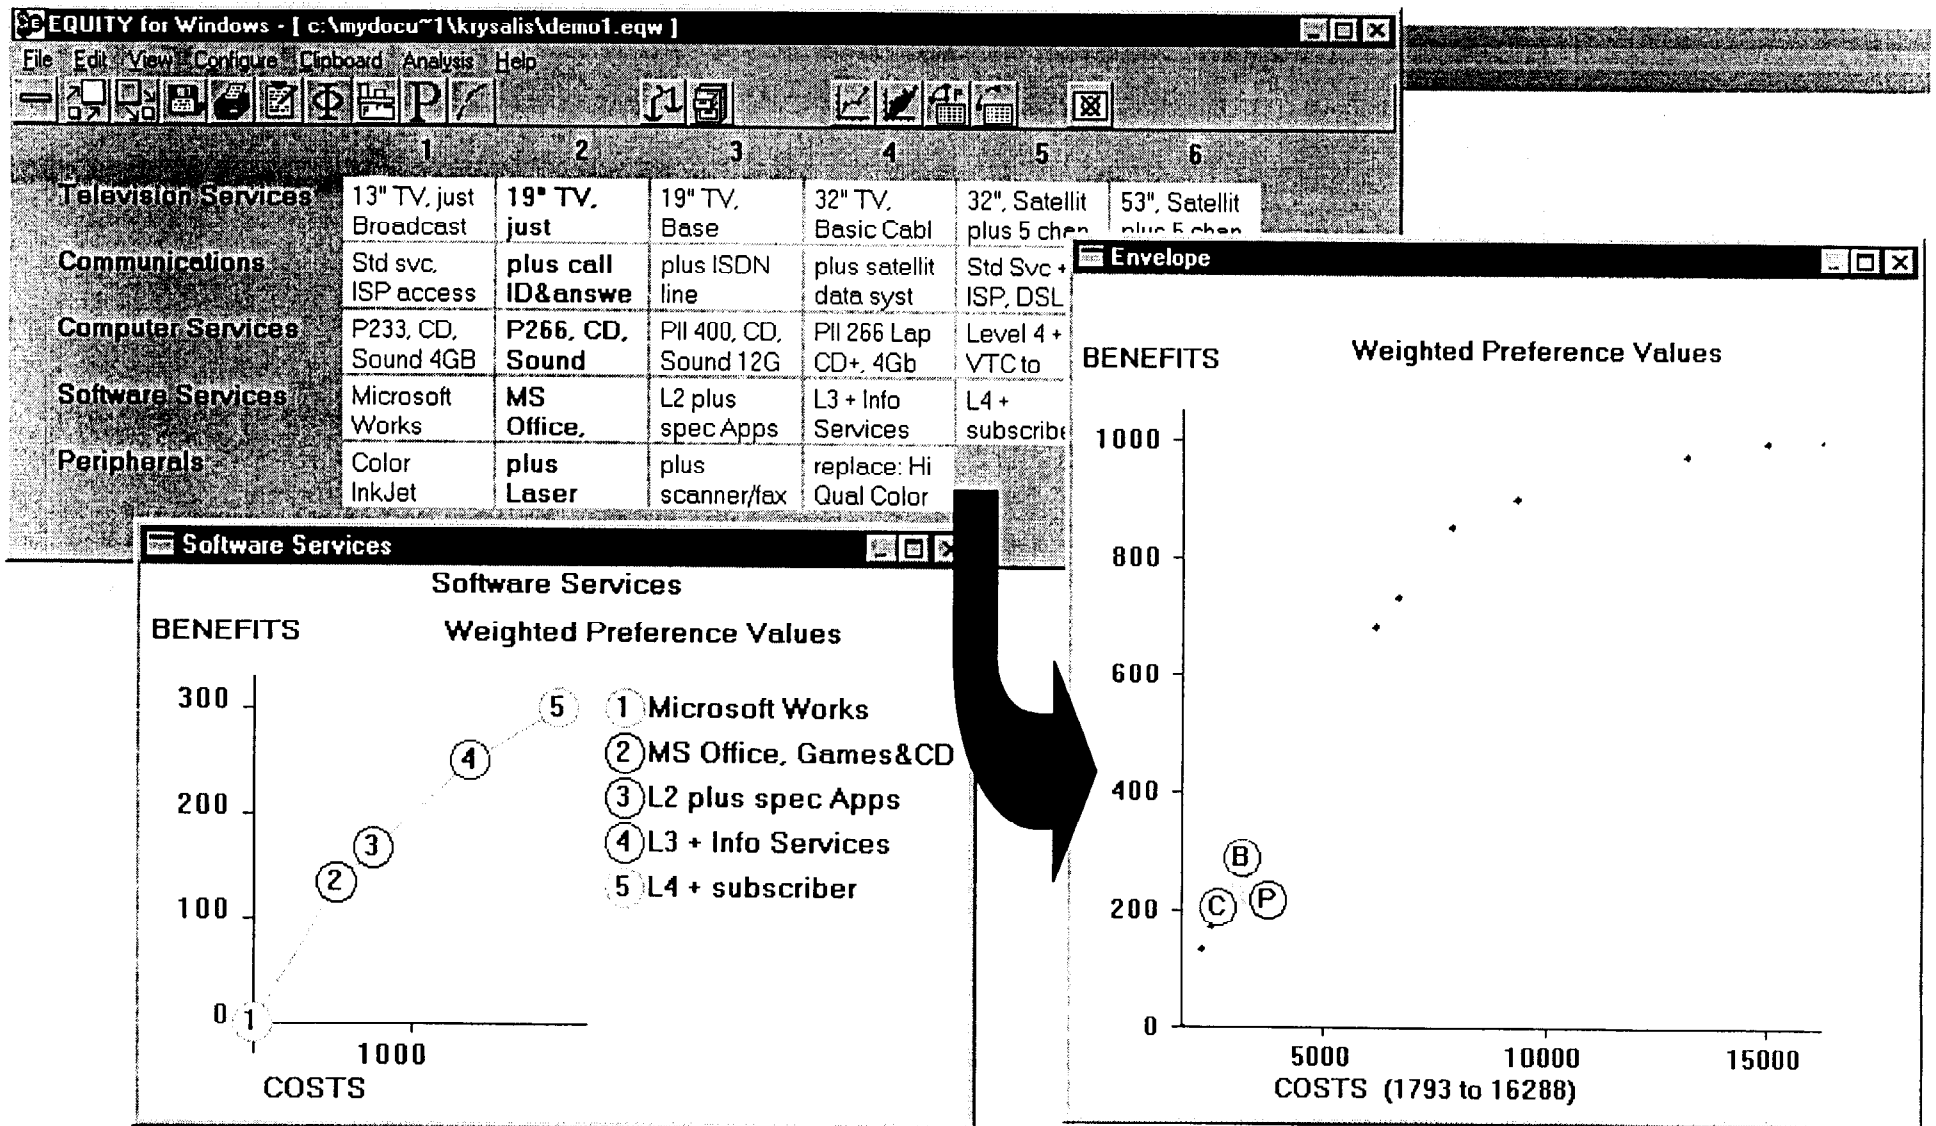 EQUITY for Windows - [ c:\mydocu~1\krysalis\demo1.eqw ]
File Edit View Configure Clipboard Analysis Help
1 2 3 4 5 6
Television Services
13" TV, just Broadcast
19" TV, just
19" TV, Base
32" TV, Basic Cabl
32", Satellit plus 5 chan
53", Satellit plus 5 chan
Communications
Std svc, ISP access
plus call ID&answe
plus ISDN line
plus satellit data syst
Std Svc + ISP, DSL
Computer Services
P233, CD, Sound 4GB
P266, CD, Sound
PII 400, CD, Sound 12G
PII 266 Lap CD+, 4Gb
Level 4 + VTC to
Software Services
Microsoft Works
MS Office,
L2 plus spec Apps
L3 + Info Services
L4 + subscribe
Peripherals
Color InkJet
plus Laser
plus scanner/fax
replace: Hi Qual Color
Software Services
Software Services
BENEFITS
Weighted Preference Values
300
200
100
0
1000
COSTS
1
2
3
4
5
1 Microsoft Works
2 MS Office, Games&CD
3 L2 plus spec Apps
4 L3 + Info Services
5 L4 + subscriber
Envelope
BENEFITS
Weighted Preference Values
1000
800
600
400
200
0
B
C
P
5000 10000 15000
COSTS (1793 to 16288)